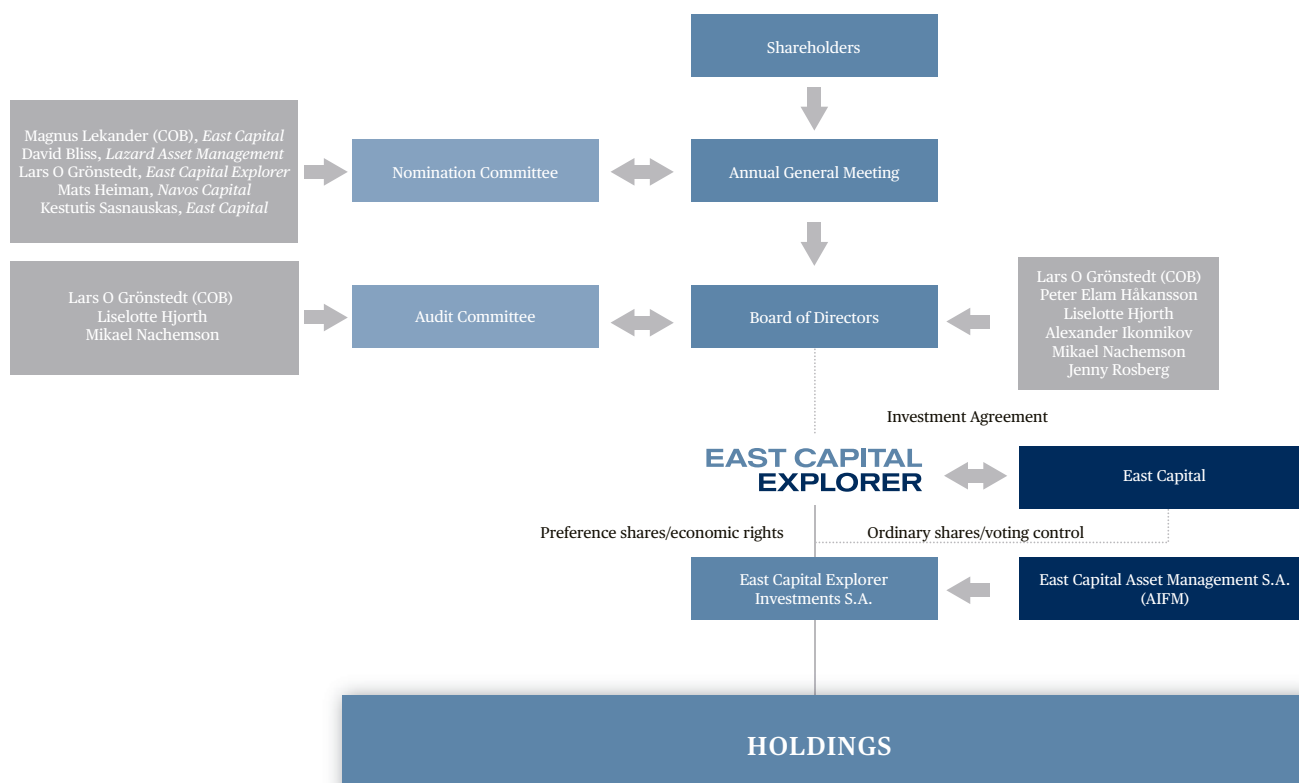 Shareholders
Magnus Lekander (COB), East Capital
David Bliss, Lazard Asset Management
Lars O Grönstedt, East Capital Explorer
Mats Heiman, Navos Capital
Kestutis Sasnauskas, East Capital
Nomination Committee
Annual General Meeting
Lars O Grönstedt (COB)
Liselotte Hjorth
Mikael Nachemson
Audit Committee
Board of Directors
Lars O Grönstedt (COB)
Peter Elam Håkansson
Liselotte Hjorth
Alexander Ikonnikov
Mikael Nachemson
Jenny Rosberg
Investment Agreement
EAST CAPITAL
EXPLORER
East Capital
Preference shares/economic rights
Ordinary shares/voting control
East Capital Explorer
Investments S.A.
East Capital Asset Management S.A.
(AIFM)
HOLDINGS